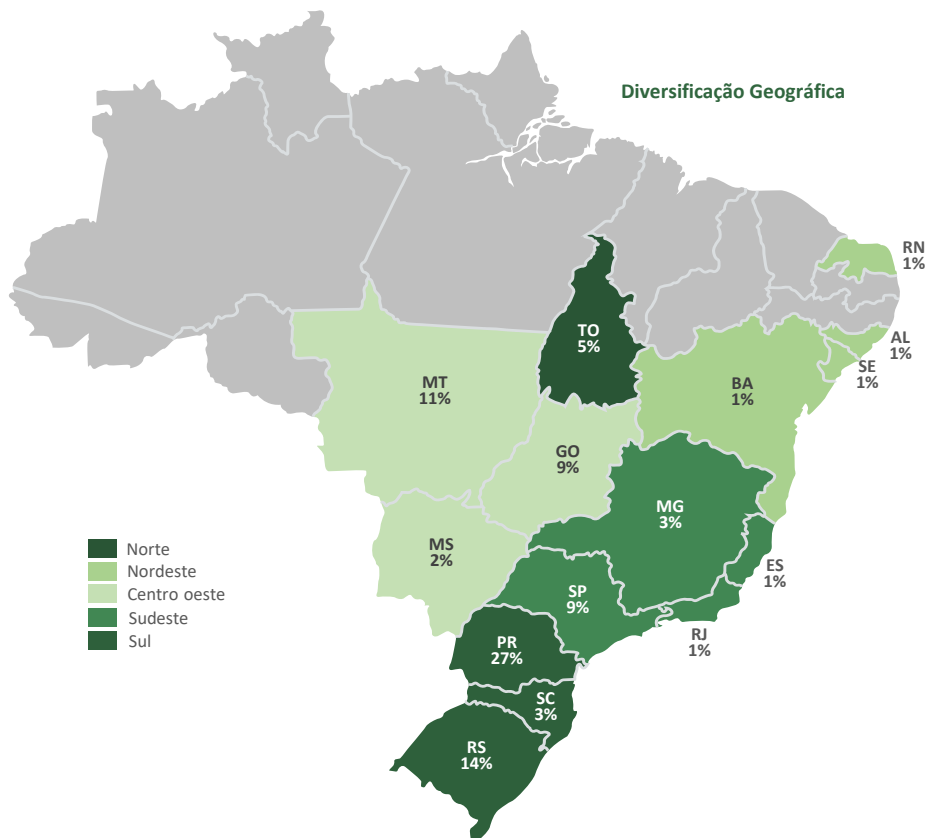 Diversificação Geográfica
RN
1%
TO
5%
AL
1%
SE
1%
MT
11%
BA
1%
GO
9%
MG
3%
MS
2%
ES
1%
SP
9%
RJ
1%
PR
27%
SC
3%
RS
14%
Norte
Nordeste
Centro oeste
Sudeste
Sul